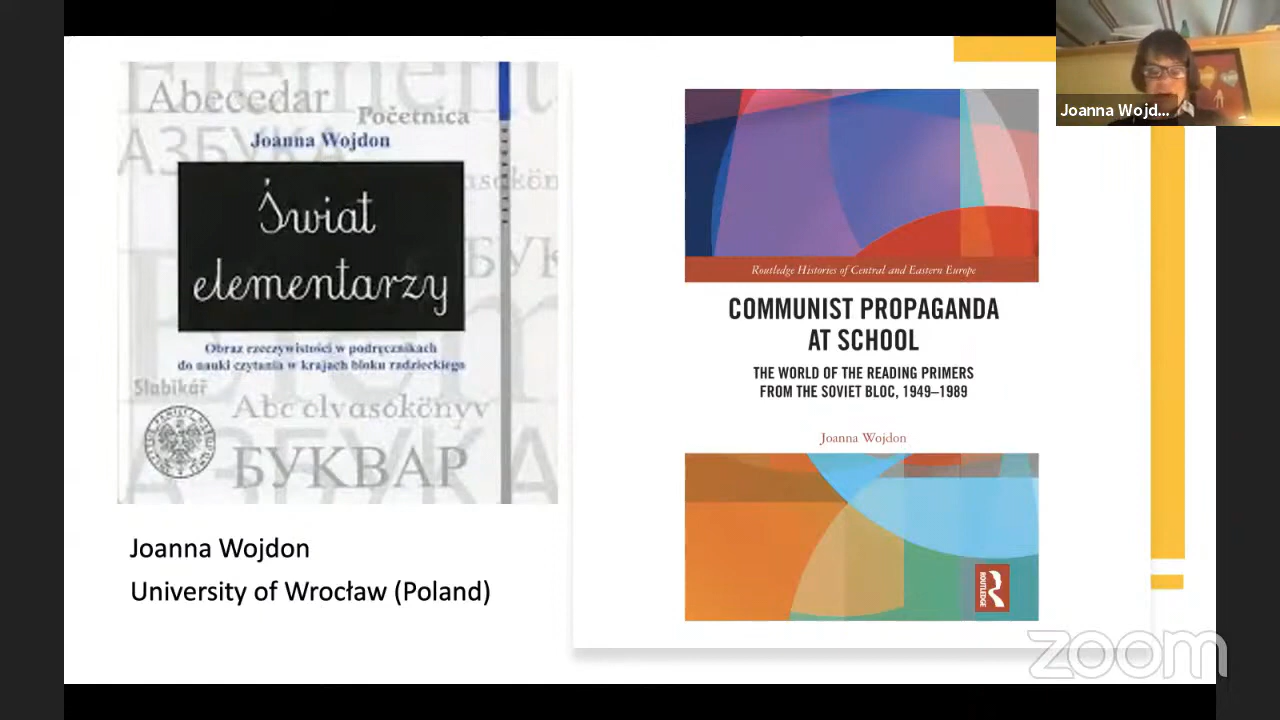 Abecedar
Početnica
АЗБУКА
Joanna Wojdon
Świat
elementarzy
Obraz rzeczywistości w podręcznikach
do nauki czytania w krajach bloku radzieckiego
Slabikář
Abc olvasókönyv
БУКВАР
Joanna Wojdon
University of Wrocław (Poland)
Routledge Histories of Central and Eastern Europe
COMMUNIST PROPAGANDA
AT SCHOOL
THE WORLD OF THE READING PRIMERS
FROM THE SOVIET BLOC, 1949–1989
Joanna Wojdon
ROUTLEDGE
Joanna Wojd...
zoom